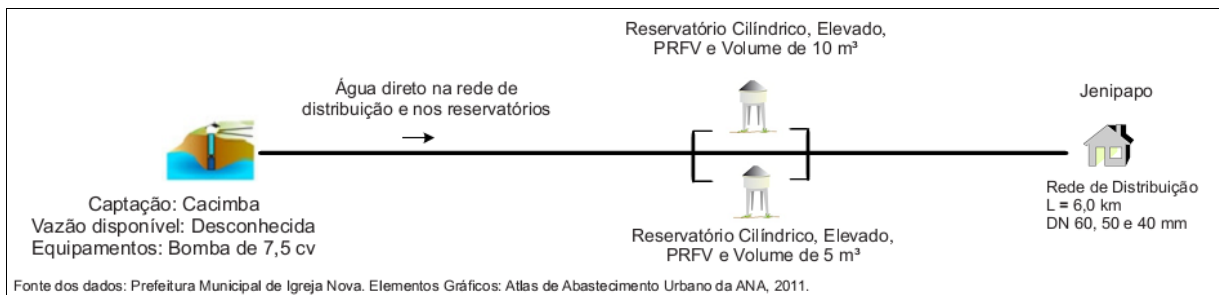 Reservatório Cilíndrico, Elevado,
PRFV e Volume de 10 m³
Água direto na rede de
distribuição e nos reservatórios
Jenipapo
Captação: Cacimba
Vazão disponível: Desconhecida
Equipamentos: Bomba de 7,5 cv
Rede de Distribuição
L = 6,0 km
DN 60, 50 e 40 mm
Reservatório Cilíndrico, Elevado,
PRFV e Volume de 5 m³
Fonte dos dados: Prefeitura Municipal de Igreja Nova. Elementos Gráficos: Atlas de Abastecimento Urbano da ANA, 2011.